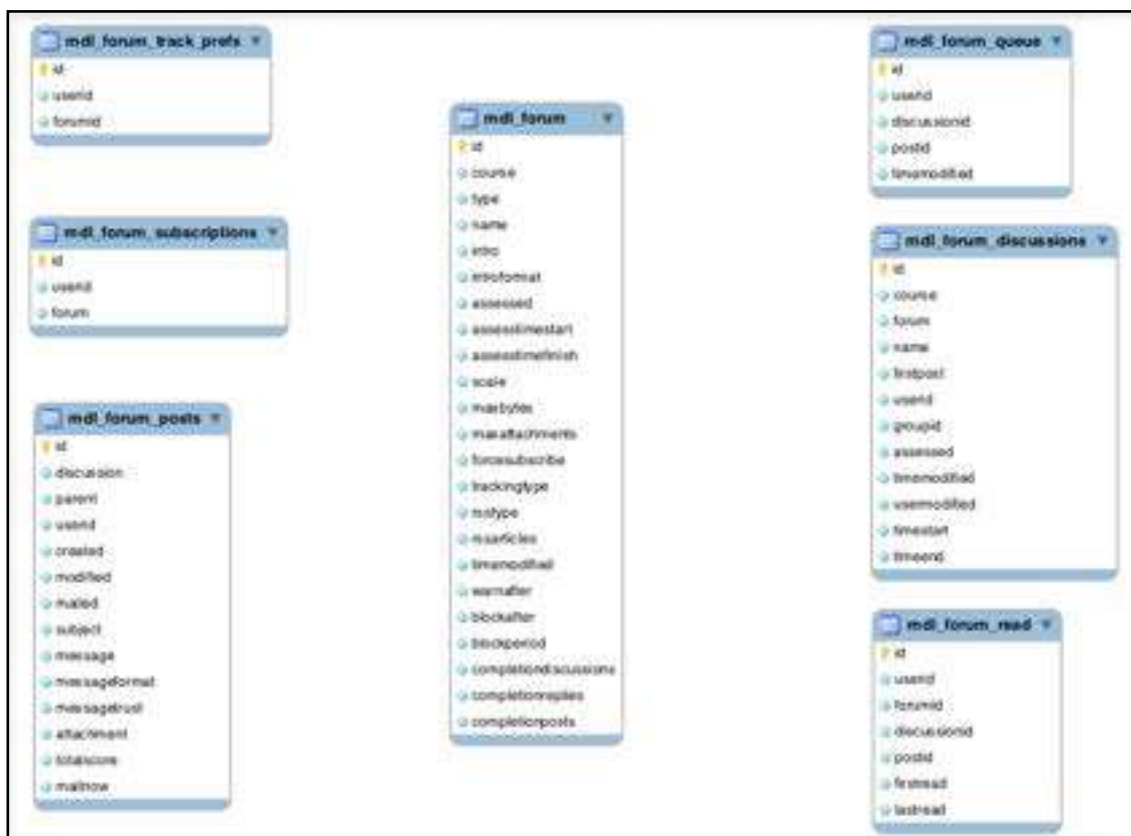 mdl_forum_track_prefs
id
userid
forumid
mdl_forum_subscriptions
id
userid
forum
mdl_forum_posts
id
discussion
parent
userid
created
modified
mailed
subject
message
messageformat
messagetrust
attachment
totalscore
mailnow
mdl_forum
id
course
type
name
intro
introformat
assessed
assesstimestart
assesstimefinish
scale
maxbytes
maxattachments
forcesubscribe
trackingtype
rsstype
rssarticles
timemodified
warnafter
blockafter
blockperiod
completiondiscussions
completionreplies
completionposts
mdl_forum_queue
id
userid
discussionid
postid
timemodified
mdl_forum_discussions
id
course
forum
name
firstpost
userid
groupid
assessed
timemodified
usermodified
timestart
timeend
mdl_forum_read
id
userid
forumid
discussionid
postid
firstread
lastread